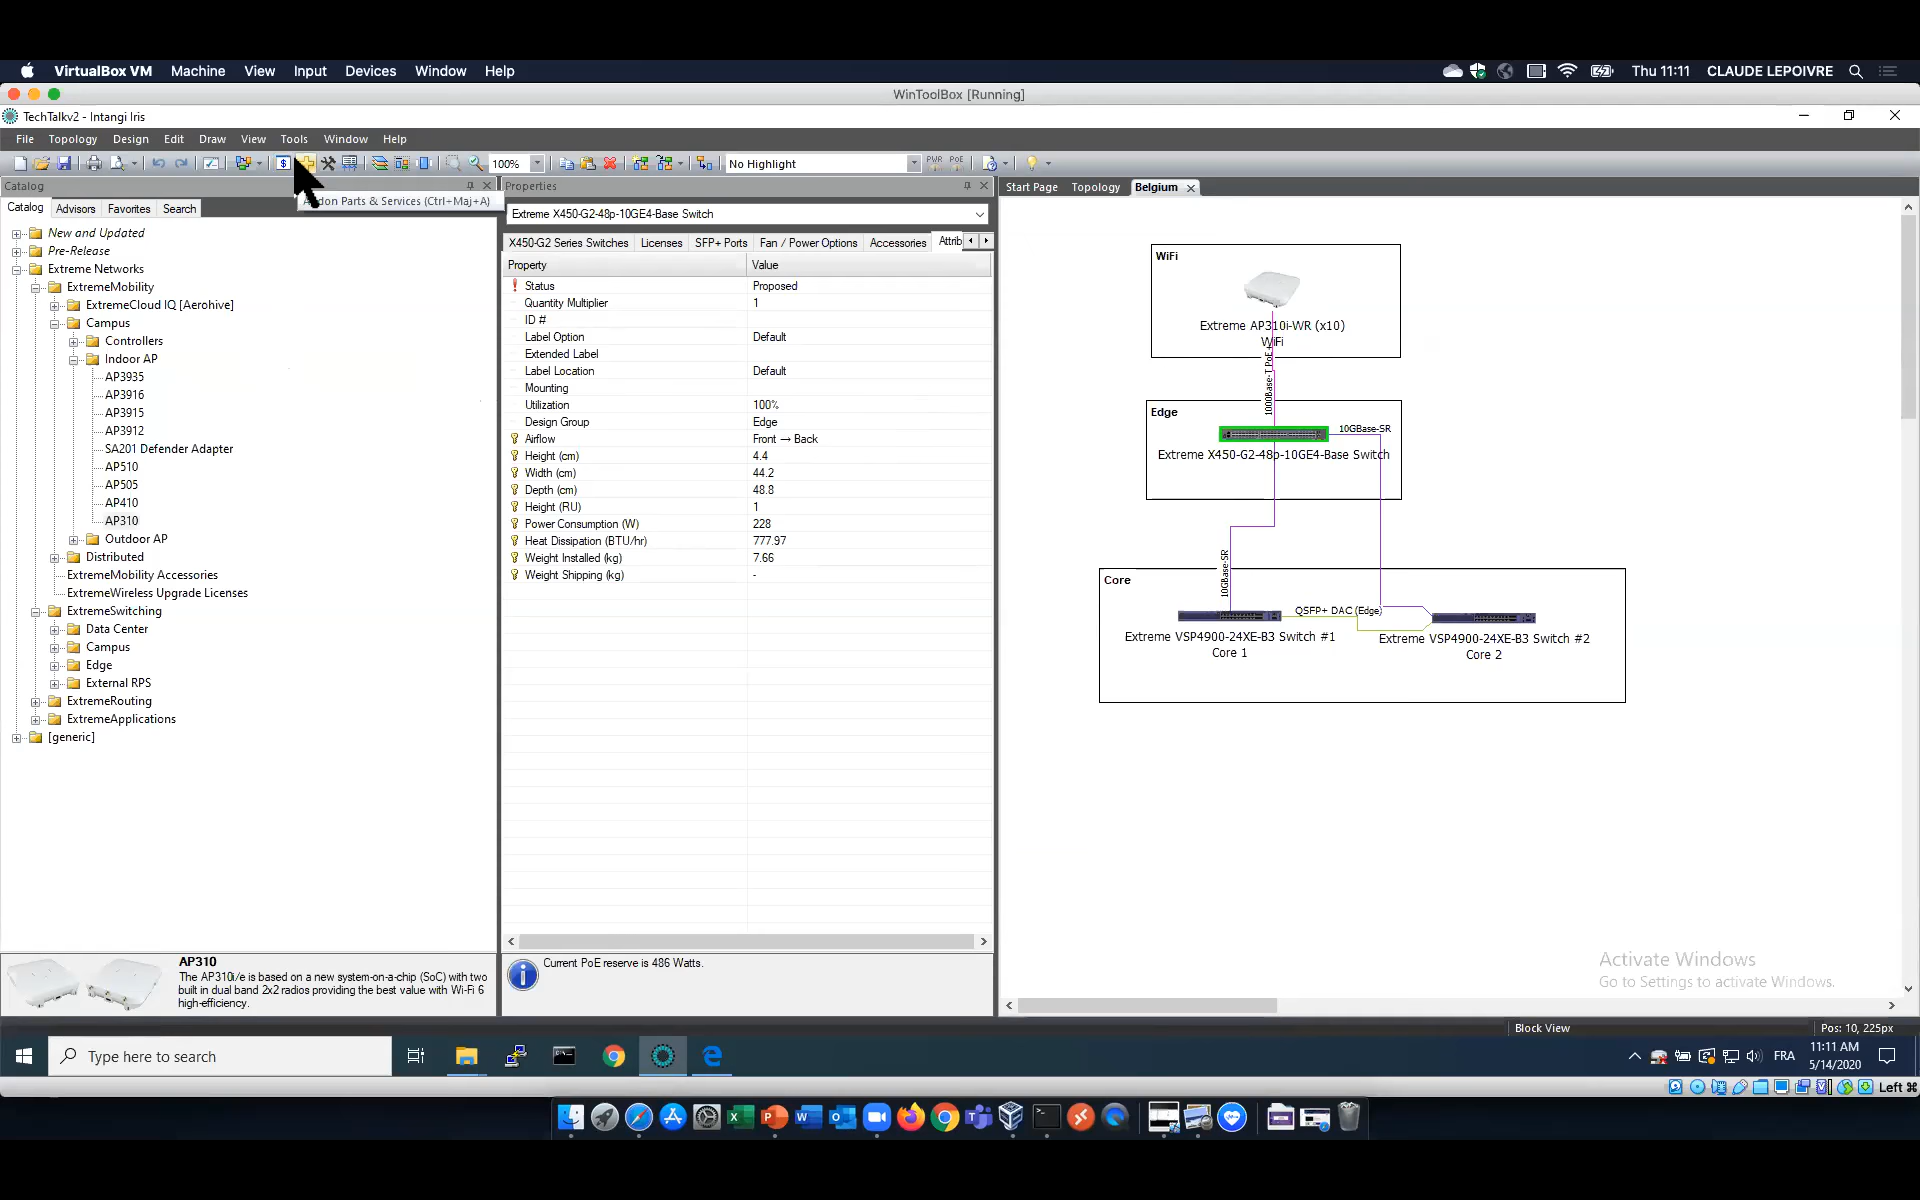 VirtualBox VM Machine View Input Devices Window Help
Thu 11:11 CLAUDE LEPOIVRE
WinToolBox [Running]
TechTalkv2 - Intangi Iris
File Topology Design Edit Draw View Tools Window Help
100%
No Highlight
PWR PoE
Catalog
Catalog Advisors Favorites Search
don Parts & Services (Ctrl+Maj+A)
New and Updated
Pre-Release
Extreme Networks
ExtremeMobility
ExtremeCloud IQ [Aerohive]
Campus
Controllers
Indoor AP
AP3935
AP3916
AP3915
AP3912
SA201 Defender Adapter
AP510
AP505
AP410
AP310
Outdoor AP
Distributed
ExtremeMobility Accessories
ExtremeWireless Upgrade Licenses
ExtremeSwitching
Data Center
Campus
Edge
External RPS
ExtremeRouting
ExtremeApplications
[generic]
AP310
The AP310i/e is based on a new system-on-a-chip (SoC) with two
built in dual band 2x2 radios providing the best value with Wi-Fi 6
high-efficiency.
Properties
Extreme X450-G2-48p-10GE4-Base Switch
X450-G2 Series Switches Licenses SFP+ Ports Fan / Power Options Accessories Attrib
Property Value
Status Proposed
Quantity Multiplier 1
ID #
Label Option Default
Extended Label
Label Location Default
Mounting
Utilization 100%
Design Group Edge
Airflow Front → Back
Height (cm) 4.4
Width (cm) 44.2
Depth (cm) 48.8
Height (RU) 1
Power Consumption (W) 228
Heat Dissipation (BTU/hr) 777.97
Weight Installed (kg) 7.66
Weight Shipping (kg) -
Current PoE reserve is 486 Watts.
Start Page Topology Belgium
WiFi
Extreme AP310i-WR (x10)
WiFi
1000Base-T PoE+
Edge
10GBase-SR
Extreme X450-G2-48p-10GE4-Base Switch
10GBase-SR
Core
QSFP+ DAC (Edge)
Extreme VSP4900-24XE-B3 Switch #1
Core 1
Extreme VSP4900-24XE-B3 Switch #2
Core 2
Activate Windows
Go to Settings to activate Windows.
Block View
Pos: 10, 225px
Type here to search
FRA
11:11 AM
5/14/2020
Left ⌘